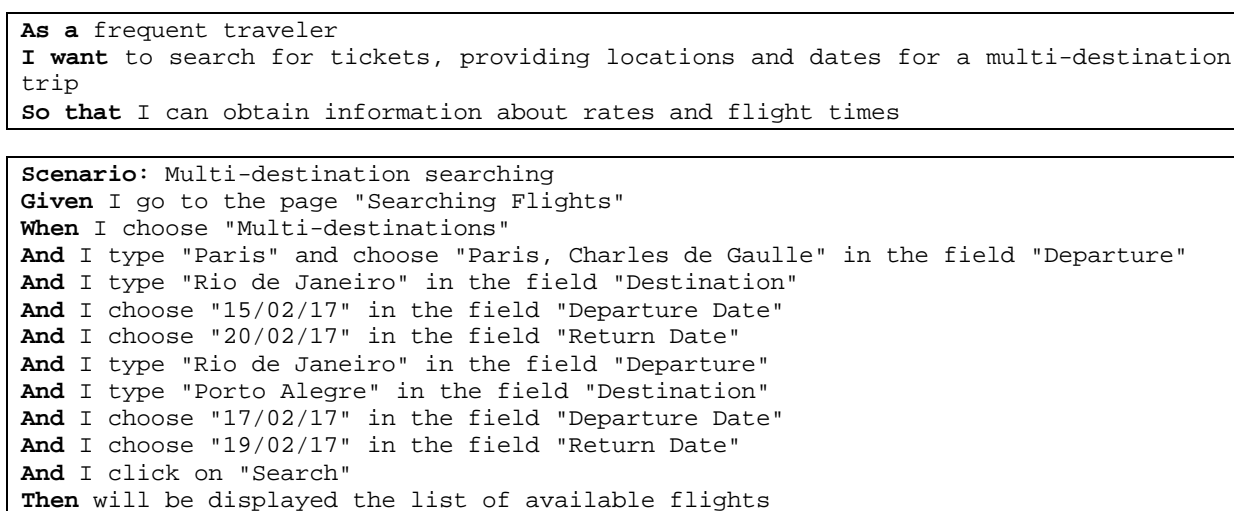 As a frequent traveler
I want to search for tickets, providing locations and dates for a multi-destination
trip
So that I can obtain information about rates and flight times
Scenario: Multi-destination searching
Given I go to the page "Searching Flights"
When I choose "Multi-destinations"
And I type "Paris" and choose "Paris, Charles de Gaulle" in the field "Departure"
And I type "Rio de Janeiro" in the field "Destination"
And I choose "15/02/17" in the field "Departure Date"
And I choose "20/02/17" in the field "Return Date"
And I type "Rio de Janeiro" in the field "Departure"
And I type "Porto Alegre" in the field "Destination"
And I choose "17/02/17" in the field "Departure Date"
And I choose "19/02/17" in the field "Return Date"
And I click on "Search"
Then will be displayed the list of available flights